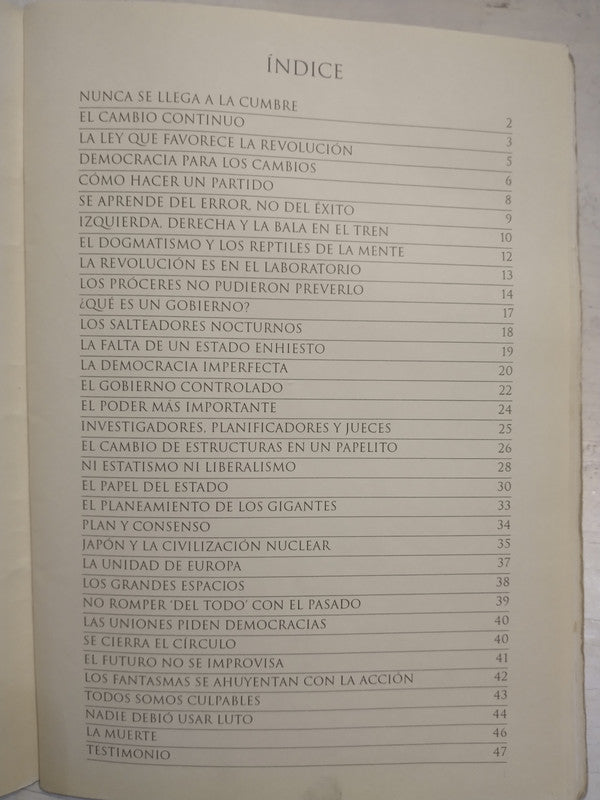 ÍNDICE
NUNCA SE LLEGA A LA CUMBRE 2
EL CAMBIO CONTINUO 3
LA LEY QUE FAVORECE LA REVOLUCIÓN 5
DEMOCRACIA PARA LOS CAMBIOS 6
CÓMO HACER UN PARTIDO 8
SE APRENDE DEL ERROR, NO DEL ÉXITO 9
IZQUIERDA, DERECHA Y LA BALA EN EL TREN 10
EL DOGMATISMO Y LOS REPTILES DE LA MENTE 12
LA REVOLUCIÓN ES EN EL LABORATORIO 13
LOS PRÓCERES NO PUDIERON PREVERLO 14
¿QUÉ ES UN GOBIERNO? 17
LOS SALTEADORES NOCTURNOS 18
LA FALTA DE UN ESTADO ENHIESTO 19
LA DEMOCRACIA IMPERFECTA 20
EL GOBIERNO CONTROLADO 22
EL PODER MÁS IMPORTANTE 24
INVESTIGADORES, PLANIFICADORES Y JUECES 25
EL CAMBIO DE ESTRUCTURAS EN UN PAPELITO 26
NI ESTATISMO NI LIBERALISMO 28
EL PAPEL DEL ESTADO 30
EL PLANEAMIENTO DE LOS GIGANTES 33
PLAN Y CONSENSO 34
JAPÓN Y LA CIVILIZACIÓN NUCLEAR 35
LA UNIDAD DE EUROPA 37
LOS GRANDES ESPACIOS 38
NO ROMPER 'DEL TODO' CON EL PASADO 39
LAS UNIONES PIDEN DEMOCRACIAS 40
SE CIERRA EL CÍRCULO 40
EL FUTURO NO SE IMPROVISA 41
LOS FANTASMAS SE AHUYENTAN CON LA ACCIÓN 42
TODOS SOMOS CULPABLES 43
NADIE DEBIÓ USAR LUTO 44
LA MUERTE 46
TESTIMONIO 47